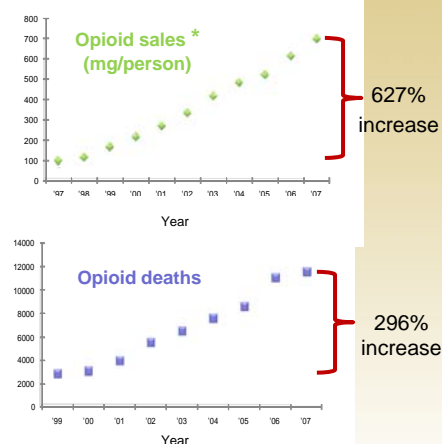 800
700
600
500
400
300
200
100
0
Opioid sales *
(mg/person)
627%
increase
'97 '98 '99 '00 '01 '02 '03 '04 '05 '06 '07
Year
14000
12000
10000
8000
6000
4000
2000
0
Opioid deaths
296%
increase
'99 '00 '01 '02 '03 '04 '05 '06 '07
Year